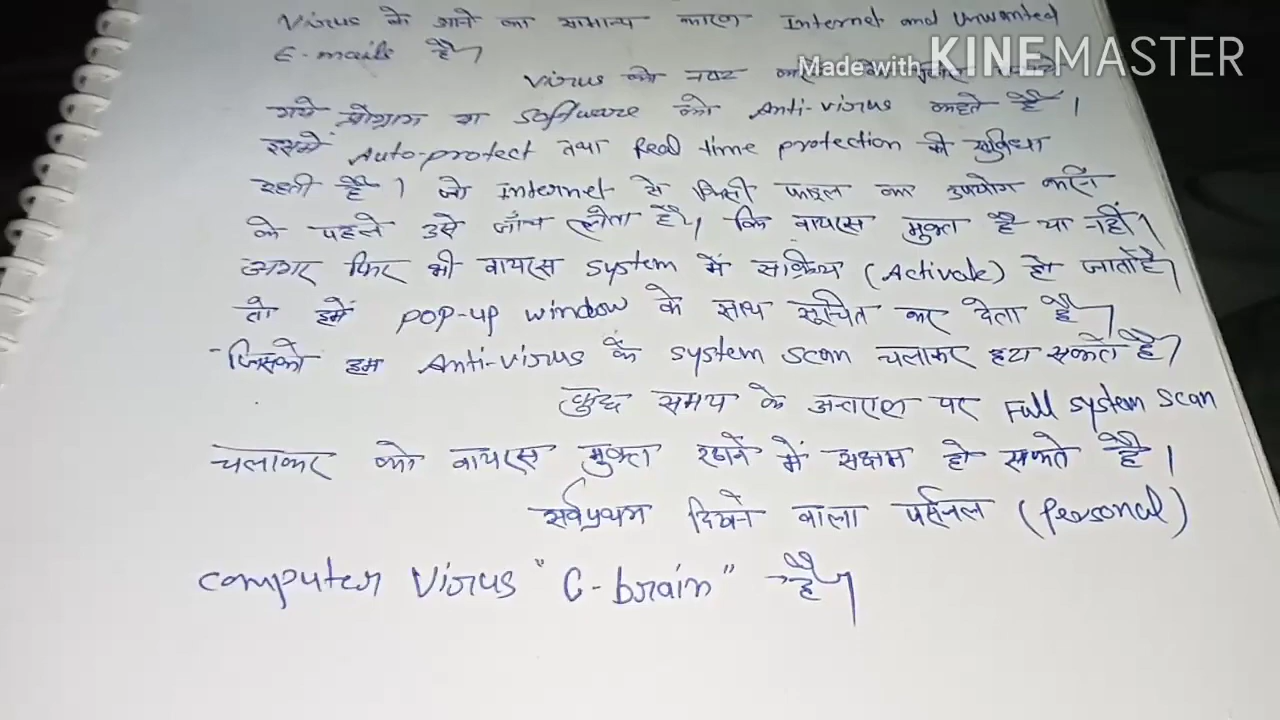 Virus के आने का सामान्य कारण Internet and Unwanted
E-mails है।
Made with KINEMASTER
Virus को नष्ट
गये प्रोग्राम या Software को Anti-virus कहते है।
इसमें Auto-protect तथा Real time protection की सुविधा
रहती है। जो Internet से किसी फाइल का उपयोग करने
के पहले उसे जाँच लेता है। कि वायरस मुक्त है या नहीं।
अगर फिर भी वायरस system में सक्रिय (Activate) हो जाता है।
तो हमें POP-up window के साथ सूचित कर देता है।
जिसको हम Anti-virus के system scan चलाकर हटा सकते है।
कुछ समय के अन्तराल पर Full system scan
चलाकर को वायरस मुक्त रखने में सक्षम हो सकते है।
सर्वप्रथम दिखने वाला पर्सनल (Personal)
computer Virus "C-brain" है।